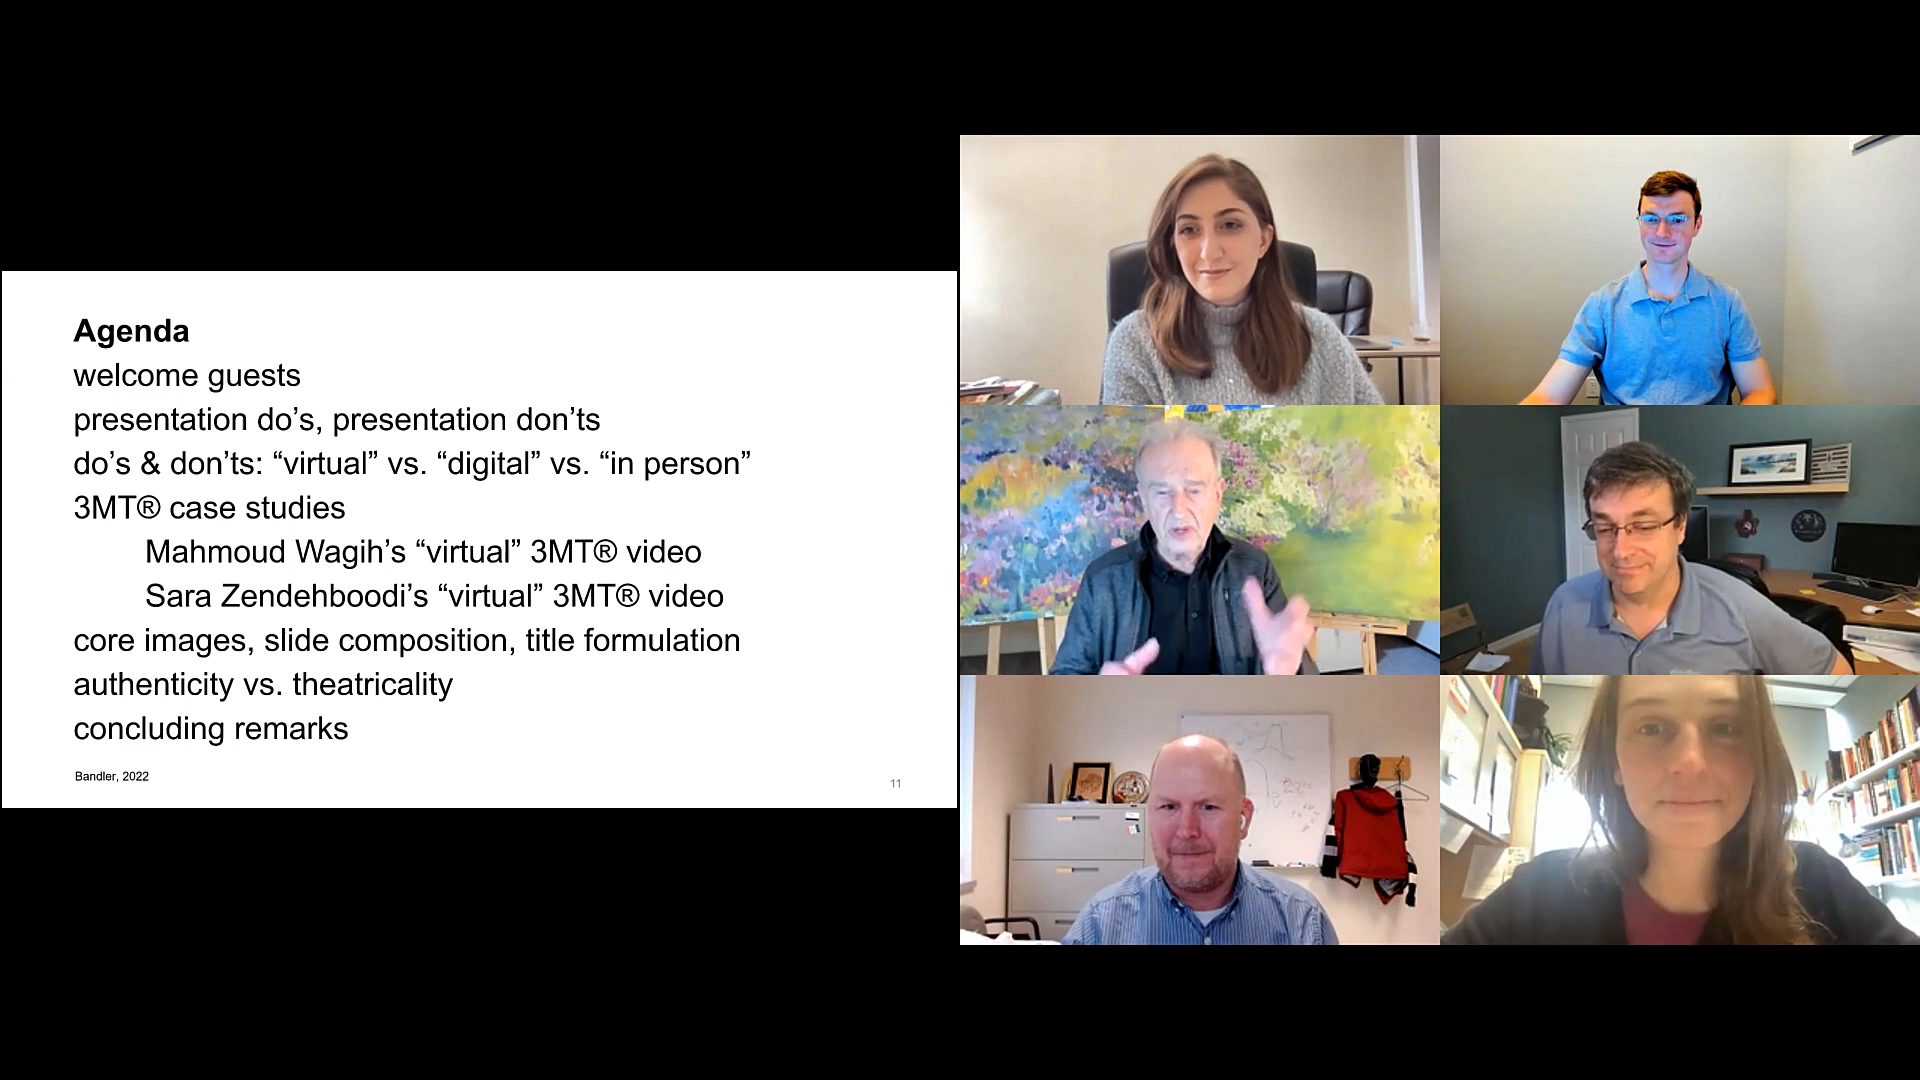 Agenda
welcome guests
presentation do’s, presentation don’ts
do’s & don’ts: “virtual” vs. “digital” vs. “in person”
3MT® case studies
Mahmoud Wagih’s “virtual” 3MT® video
Sara Zendehboodi’s “virtual” 3MT® video
core images, slide composition, title formulation
authenticity vs. theatricality
concluding remarks
Bandler, 2022
11